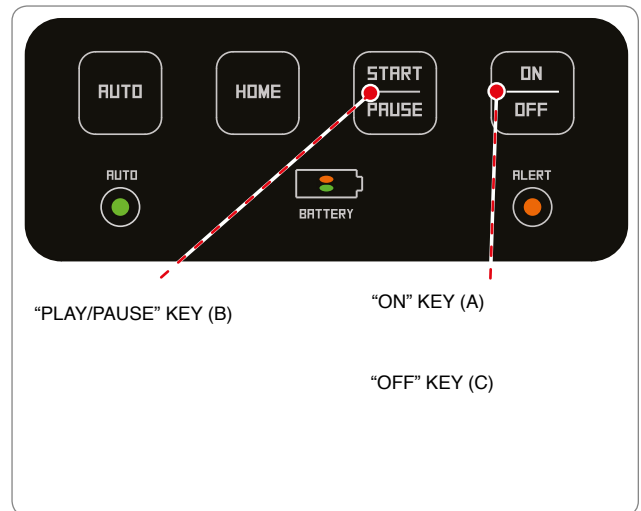 AUTO
HOME
START
PAUSE
ON
OFF
AUTO
BATTERY
ALERT
“PLAY/PAUSE” KEY (B)
“ON” KEY (A)
“OFF” KEY (C)